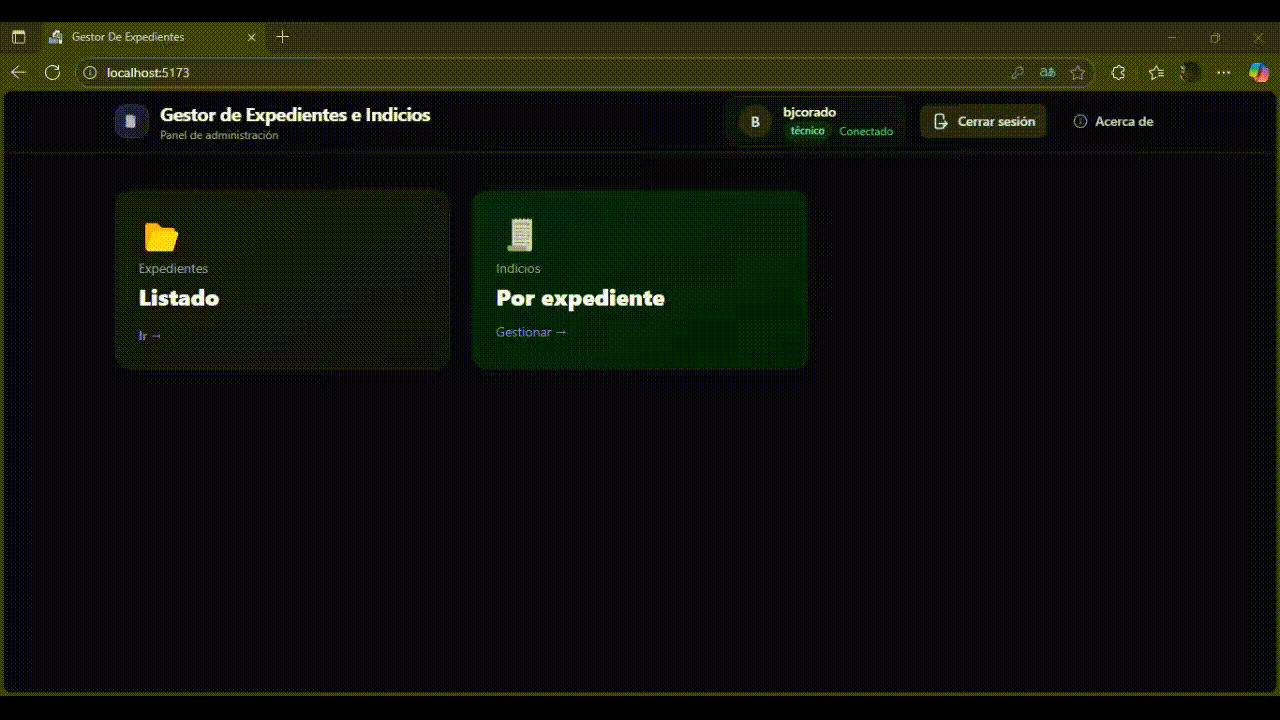 Gestor De Expedientes
localhost:5173
Gestor de Expedientes e Indicios
Panel de administración
B
bjcorado
técnico Conectado
Cerrar sesión
Acerca de
Expedientes
Listado
Ir →
Indicios
Por expediente
Gestionar →